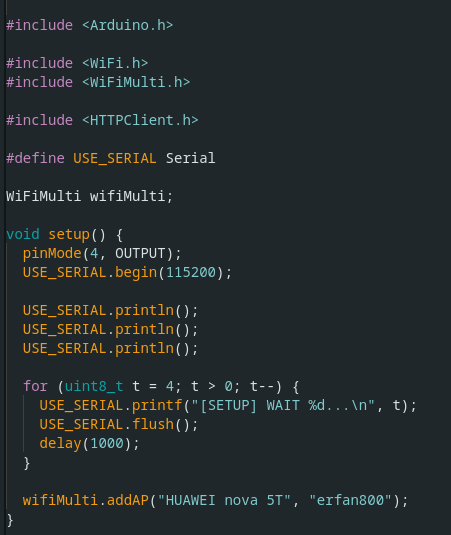 #include <Arduino.h>
#include <WiFi.h>
#include <WiFiMulti.h>
#include <HTTPClient.h>
#define USE_SERIAL Serial
WiFiMulti wifiMulti;
void setup() {
pinMode(4, OUTPUT);
USE_SERIAL.begin(115200);
USE_SERIAL.println();
USE_SERIAL.println();
USE_SERIAL.println();
for (uint8_t t = 4; t > 0; t--) {
USE_SERIAL.printf("[SETUP] WAIT %d...\n", t);
USE_SERIAL.flush();
delay(1000);
}
wifiMulti.addAP("HUAWEI nova 5T", "erfan800");
}